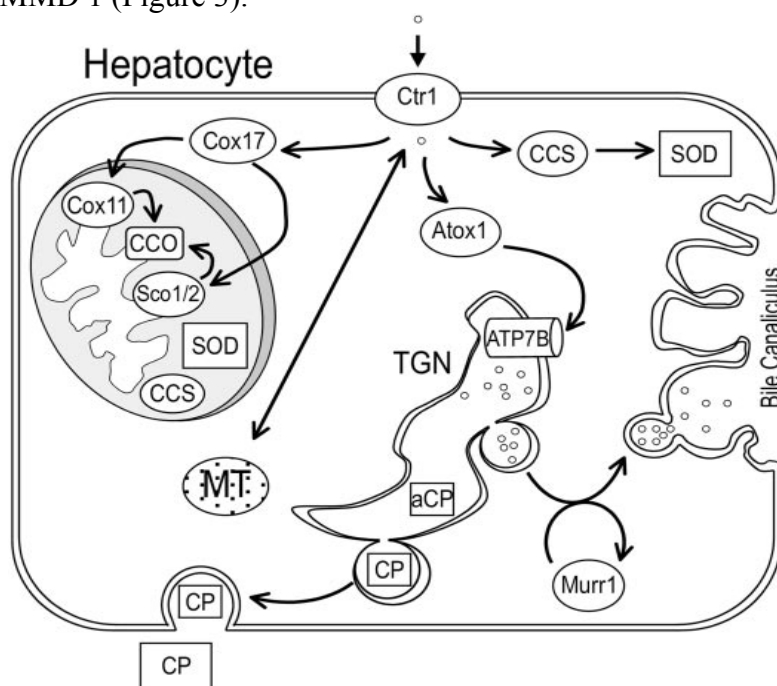 MMD 1 (Figure 3).
Hepatocyte
Ctr1
Cox17
CCS
SOD
Cox11
Atox1
CCO
Sco1/2
ATP7B
SOD
TGN
CCS
Bile Canaliculus
MT
aCP
CP
Murr1
CP
CP